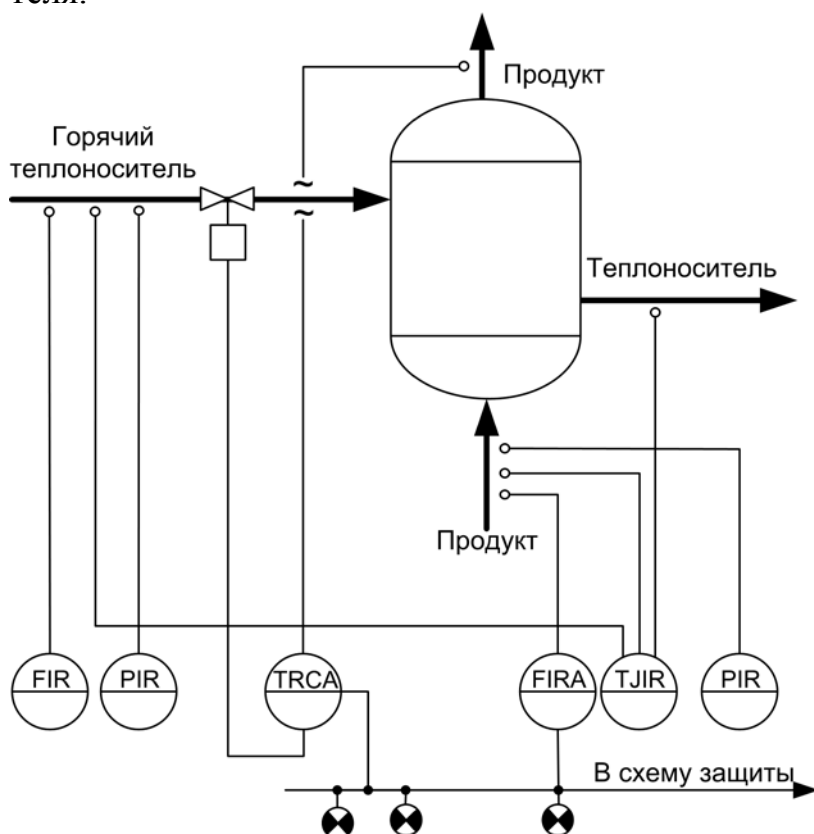 теля.
Продукт
Горячий
теплоноситель
~
~
Теплоноситель
Продукт
FIR
PIR
TRCA
FIRA
TJIR
PIR
В схему защиты